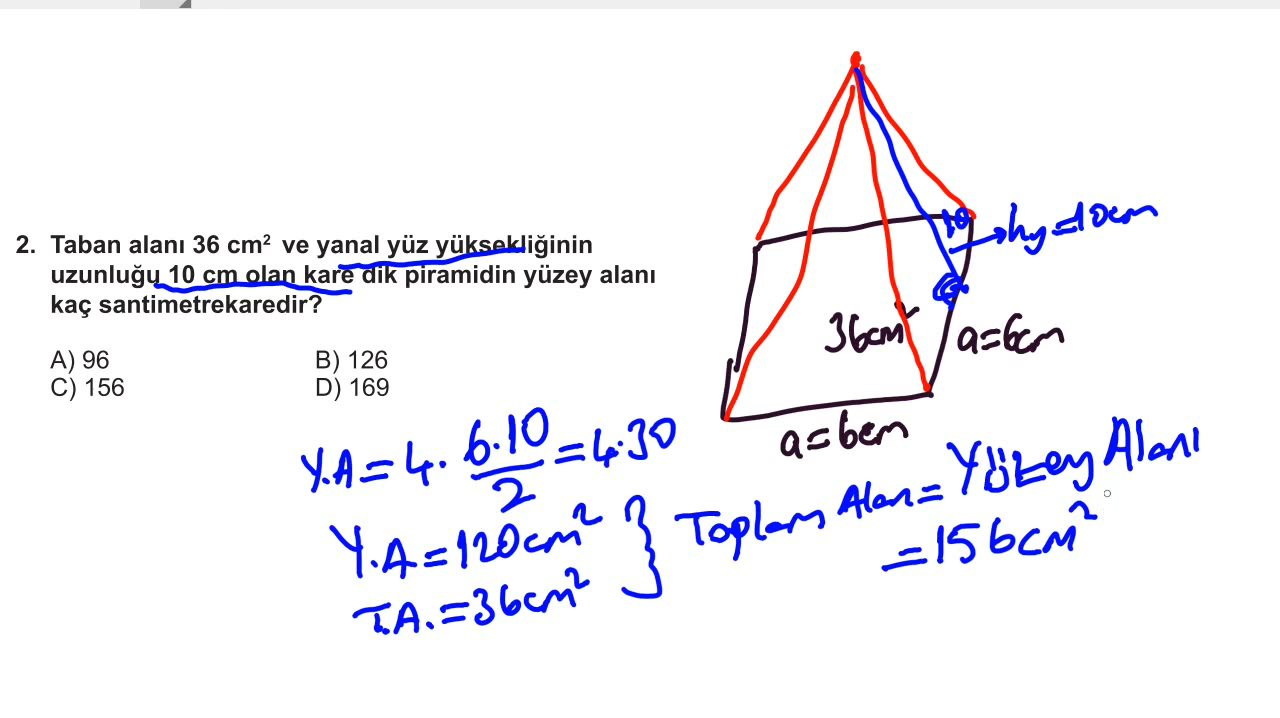 2. Taban alanı 36 cm² ve yanal yüz yüksekliğinin
uzunluğu 10 cm olan kare dik piramidin yüzey alanı
kaç santimetrekaredir?
A) 96
B) 126
C) 156
D) 169
10
hy=10cm
36cm²
a=6cm
a=6cm
Y.A=4.6.10/2=4.30
Y.A=120cm²
T.A.=36cm²
Toplam Alan=Yüzey Alanı
=156cm²